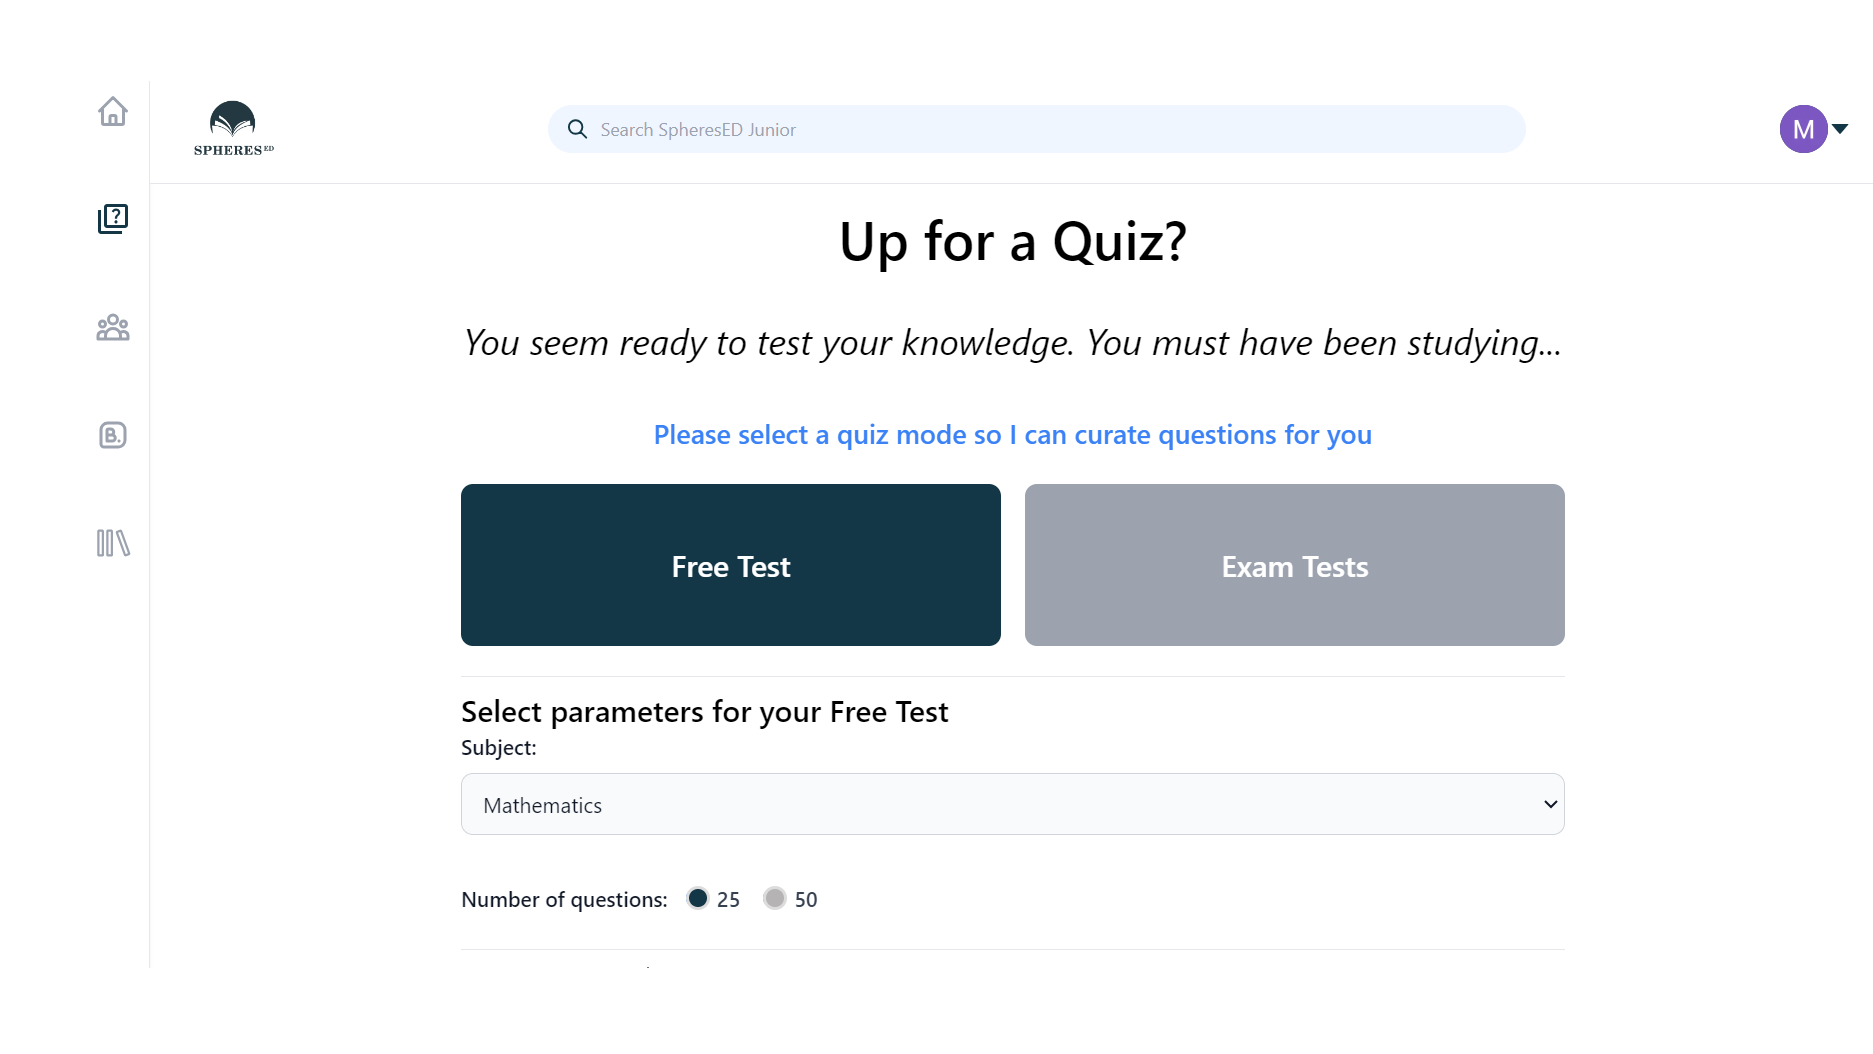 SPHERES ED
Search SpheresED Junior
M
?
Up for a Quiz?
You seem ready to test your knowledge. You must have been studying...
B.
Please select a quiz mode so I can curate questions for you
Free Test
Exam Tests
Select parameters for your Free Test
Subject:
Mathematics
Number of questions: 25 50